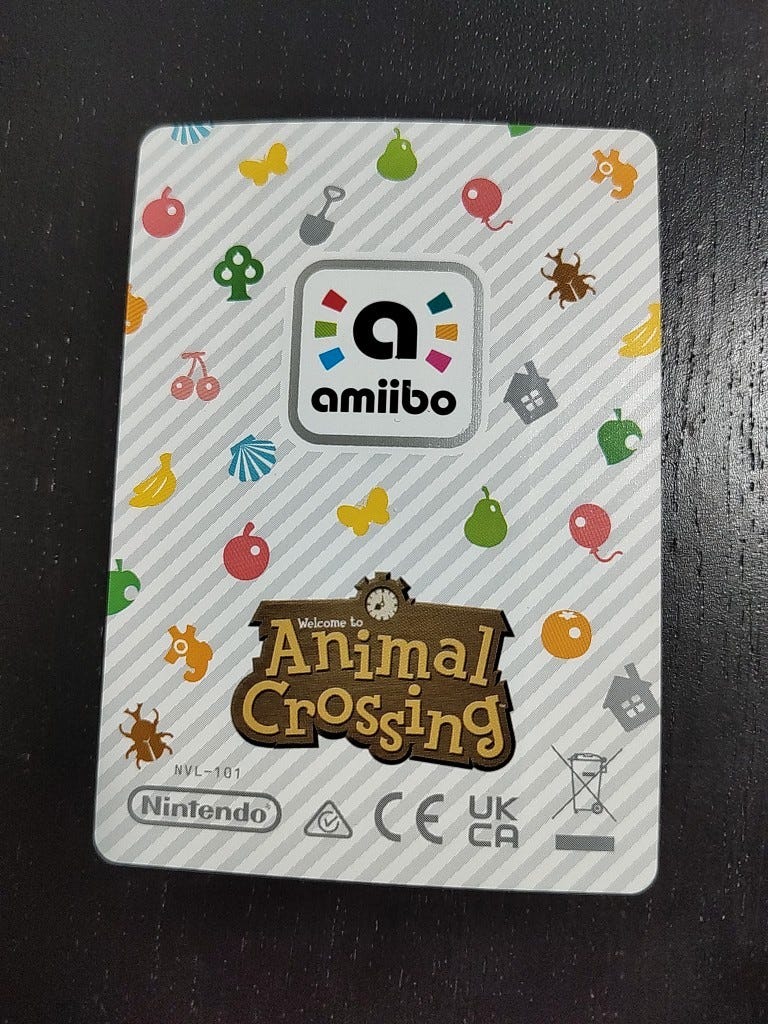 a
amiibo
Welcome to
Animal
Crossing
NVL-101
Nintendo
CE
UK
CA